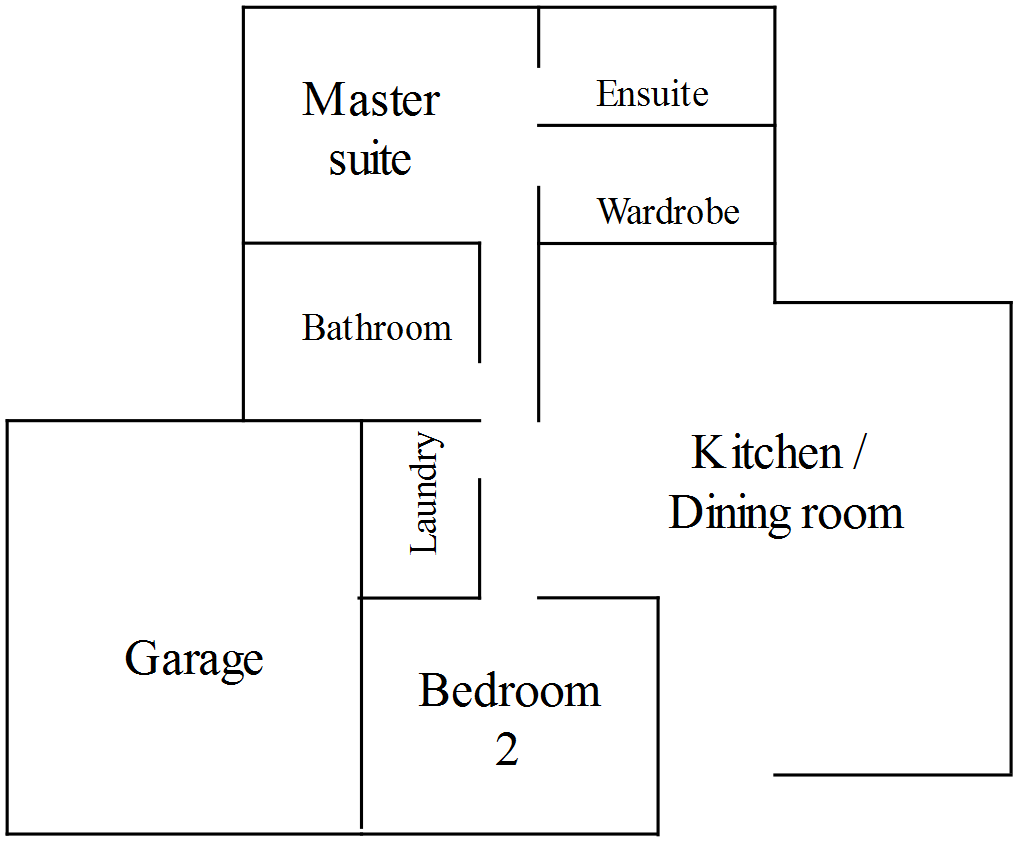 Master
suite
Ensuite
Wardrobe
Bathroom
Laundry
Kitchen /
Dining room
Garage
Bedroom
2